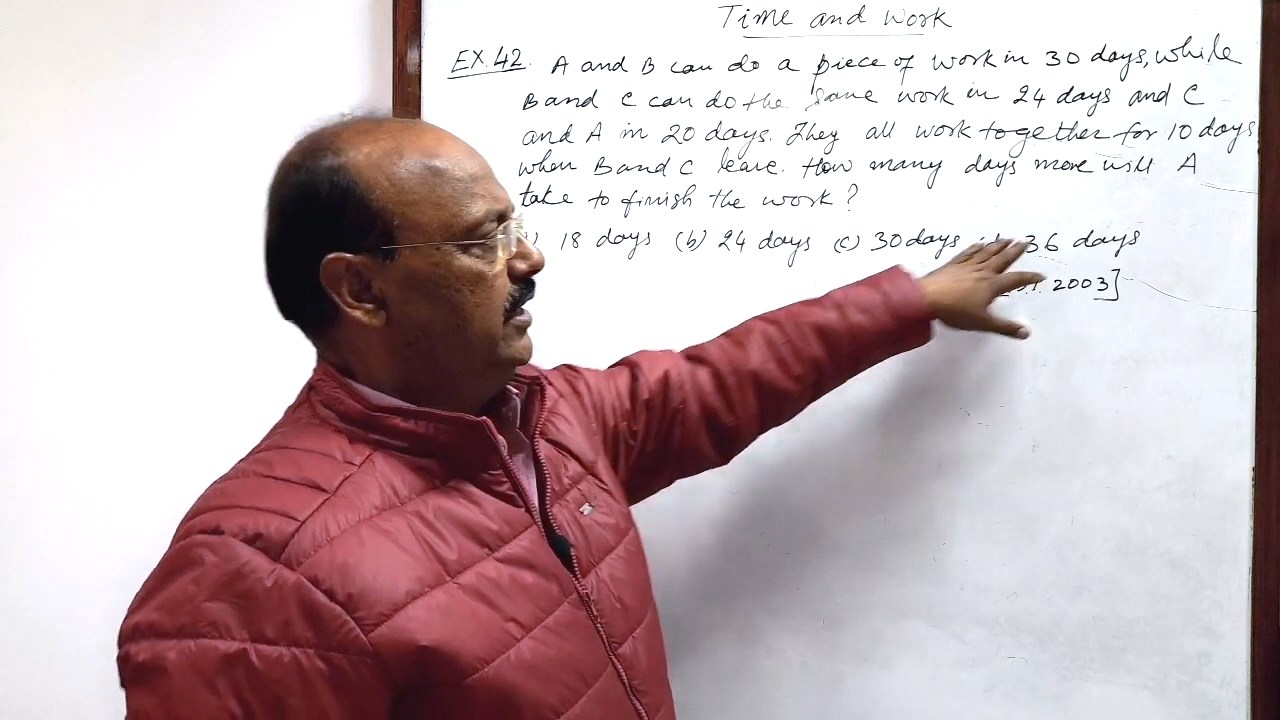 Time and Work
EX.42. A and B can do a piece of work in 30 days, while
B and C can do the same work in 24 days and C
and A in 20 days. They all work together for 10 days
when B and C leave. How many days more will A
take to finish the work?
18 days (b) 24 days (c) 30 days 36 days
2003]